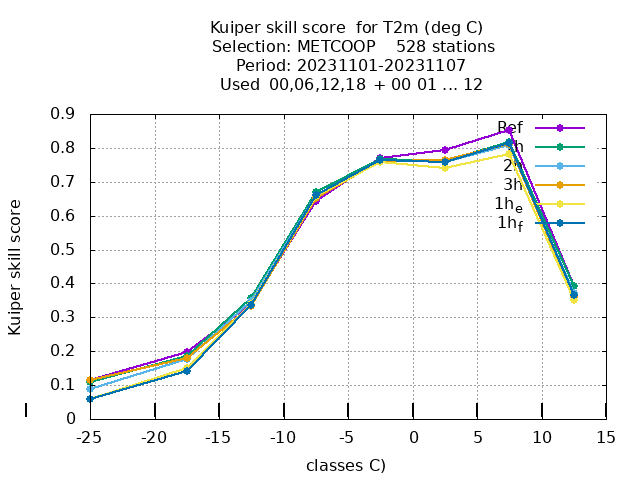 Kuiper skill score  for T2m (deg C)
Selection: METCOOP    528 stations
Period: 20231101-20231107
Used  00,06,12,18 + 00 01 ... 12
Kuiper skill score
0.9
0.8
0.7
0.6
0.5
0.4
0.3
0.2
0.1
0
-25 -20 -15 -10 -5 0 5 10 15
classes C)
Ref
3h
1he
1hf